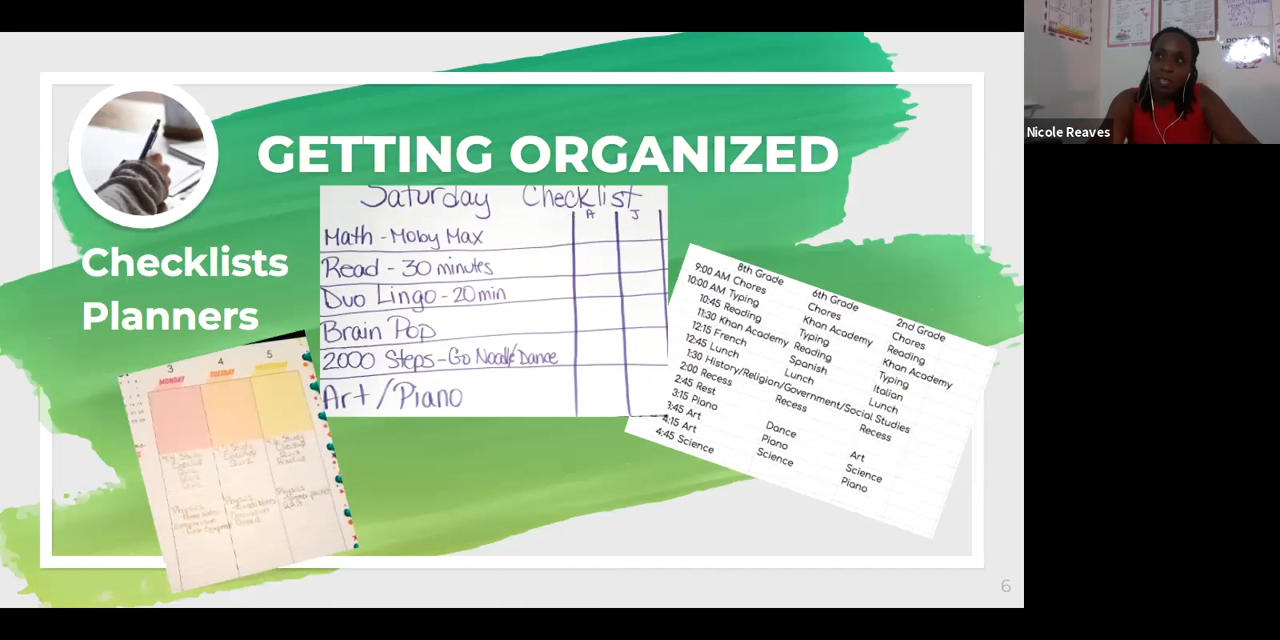 GETTING ORGANIZED
Checklists
Planners
Saturday Checklist
A J
Math - Moby Max
Read - 30 minutes
Duo Lingo - 20 min
Brain Pop
2000 Steps - Go Noodle/Dance
Art/Piano
3 4 5
MONDAY TUESDAY
8th Grade 6th Grade 2nd Grade
9:00 AM Chores Chores Chores
10:00 AM Typing Khan Academy Reading
10:45 Reading Typing Khan Academy
11:30 Khan Academy Reading Typing
12:15 French Spanish Italian
12:45 Lunch Lunch Lunch
1:30 History/Religion/Government/Social Studies
2:00 Recess Recess Recess
2:45 Rest
3:15 Piano Dance Art
3:45 Art Piano Science
4:15 Art Science Piano
4:45 Science
Nicole Reaves
6